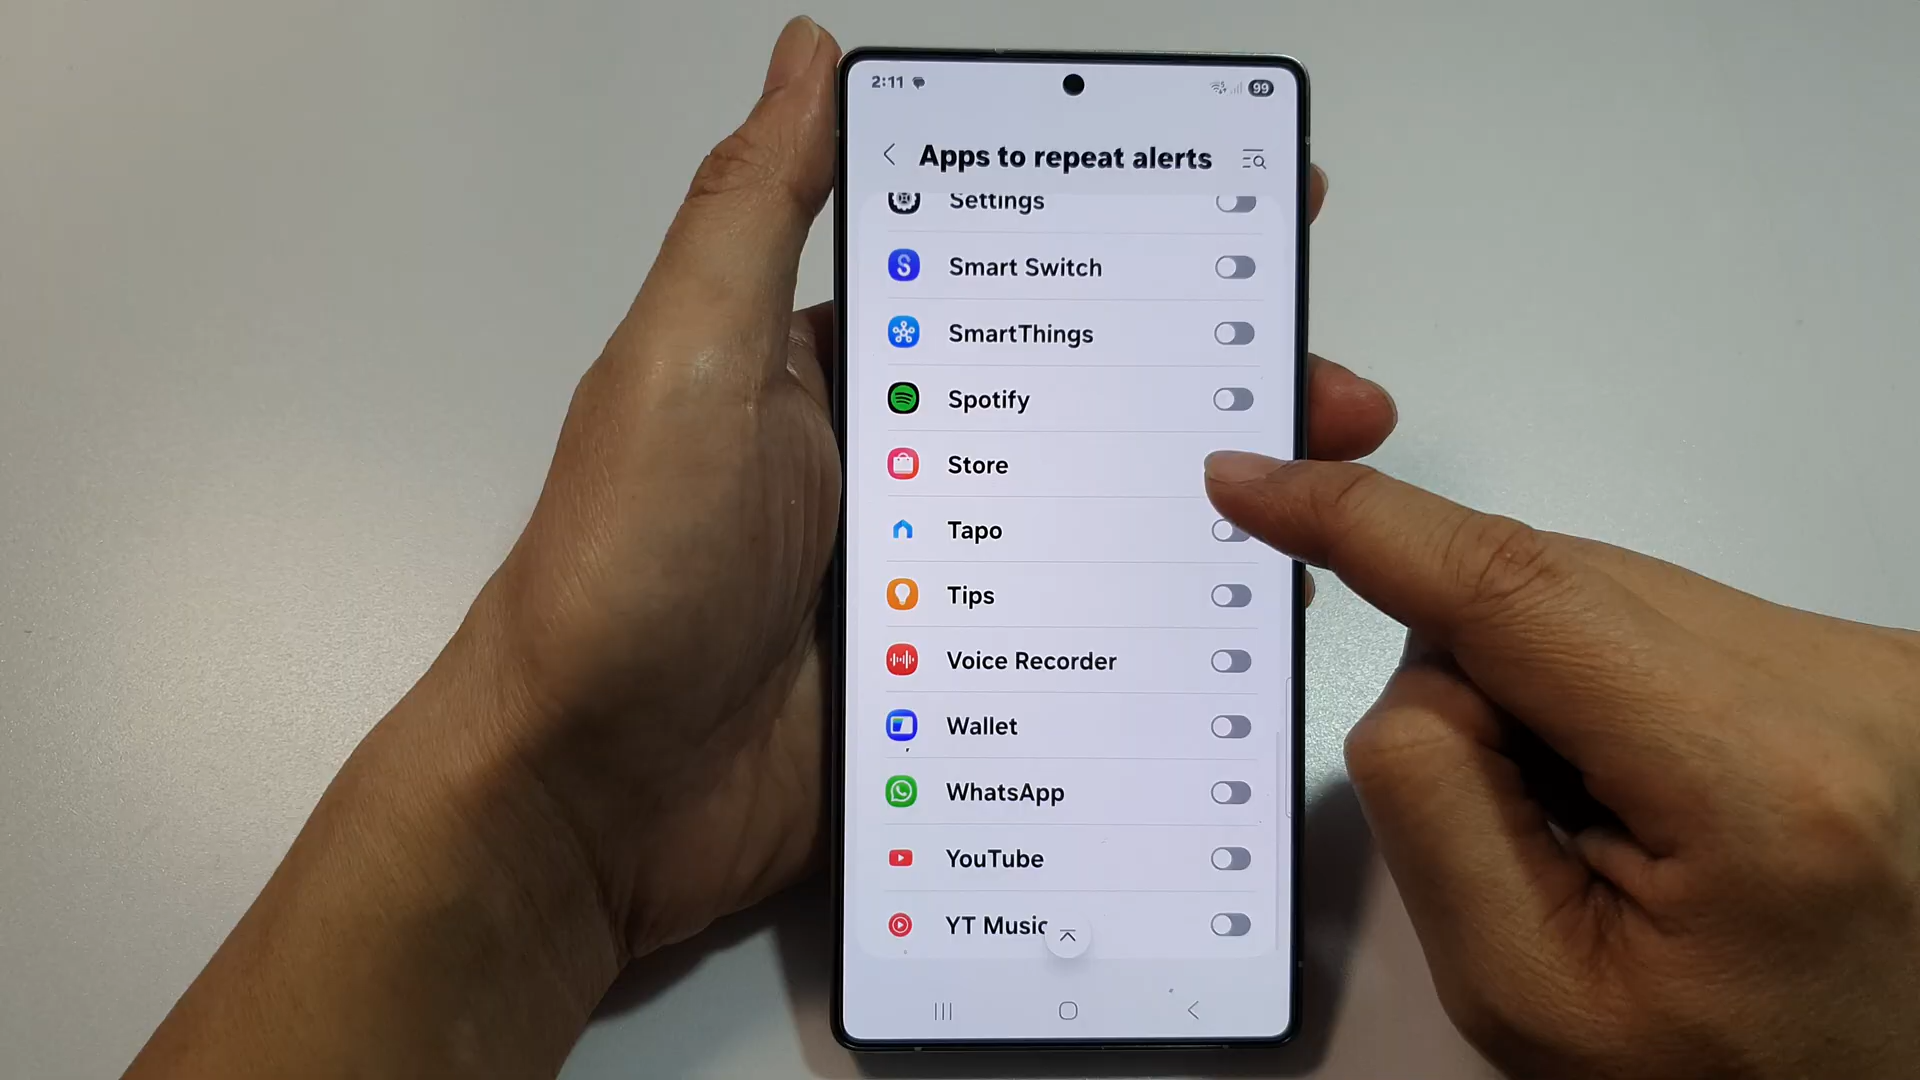 2:11
99
Apps to repeat alerts
Settings
Smart Switch
SmartThings
Spotify
Store
Tapo
Tips
Voice Recorder
Wallet
WhatsApp
YouTube
YT Music